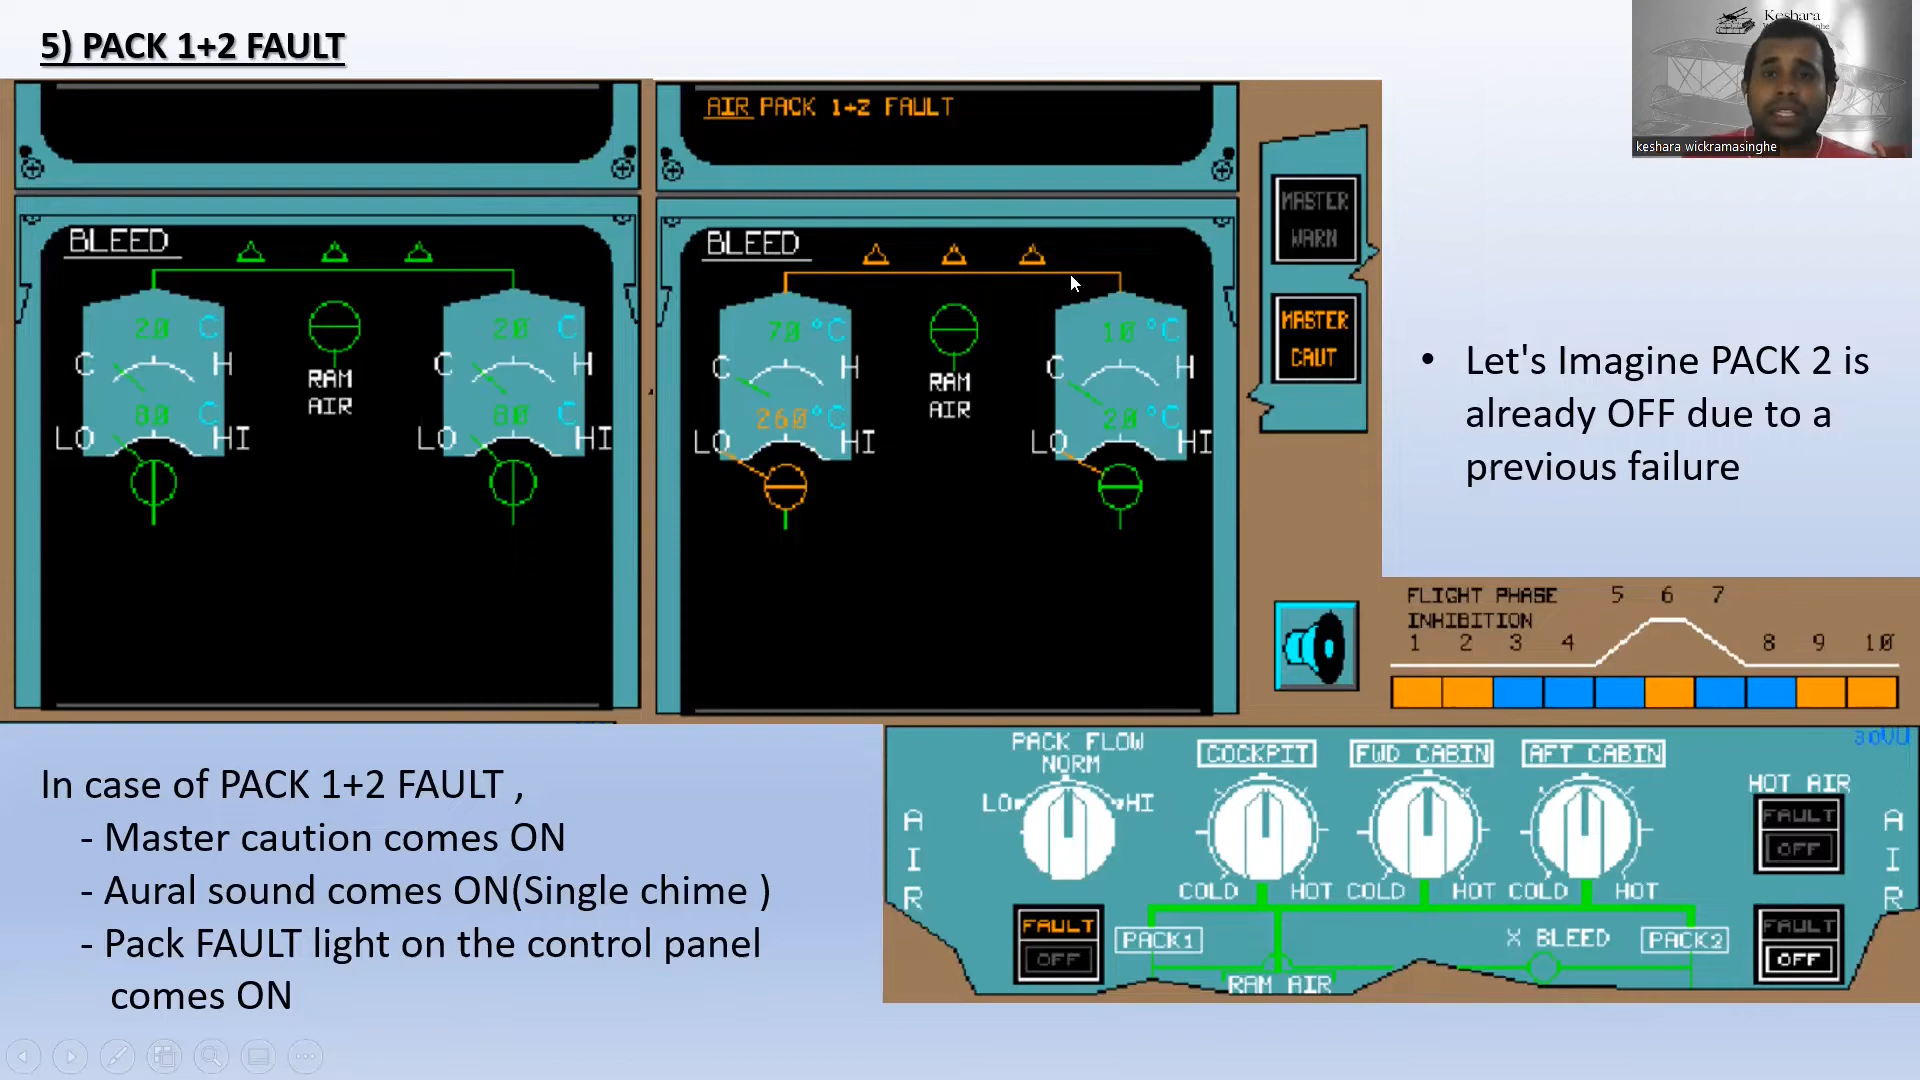 5) PACK 1+2 FAULT
Keshara
keshara wickramasinghe
AIR PACK 1+2 FAULT
MASTER
WARN
MASTER
CAUT
BLEED
20 C
20 C
C H
C H
80 C
80 C
LO HI
LO HI
RAM
AIR
BLEED
70 °C
10 °C
C H
C H
260 °C
20 °C
LO HI
LO HI
RAM
AIR
• Let's Imagine PACK 2 is
already OFF due to a
previous failure
FLIGHT PHASE
INHIBITION
1 2 3 4 5 6 7 8 9 10
In case of PACK 1+2 FAULT ,
- Master caution comes ON
- Aural sound comes ON(Single chime )
- Pack FAULT light on the control panel
comes ON
30VU
PACK FLOW
NORM
LO HI
COCKPIT
FWD CABIN
AFT CABIN
HOT AIR
FAULT
OFF
AIR
AIR
COLD HOT
COLD HOT
COLD HOT
FAULT
OFF
PACK1
X BLEED
PACK2
FAULT
OFF
RAM AIR